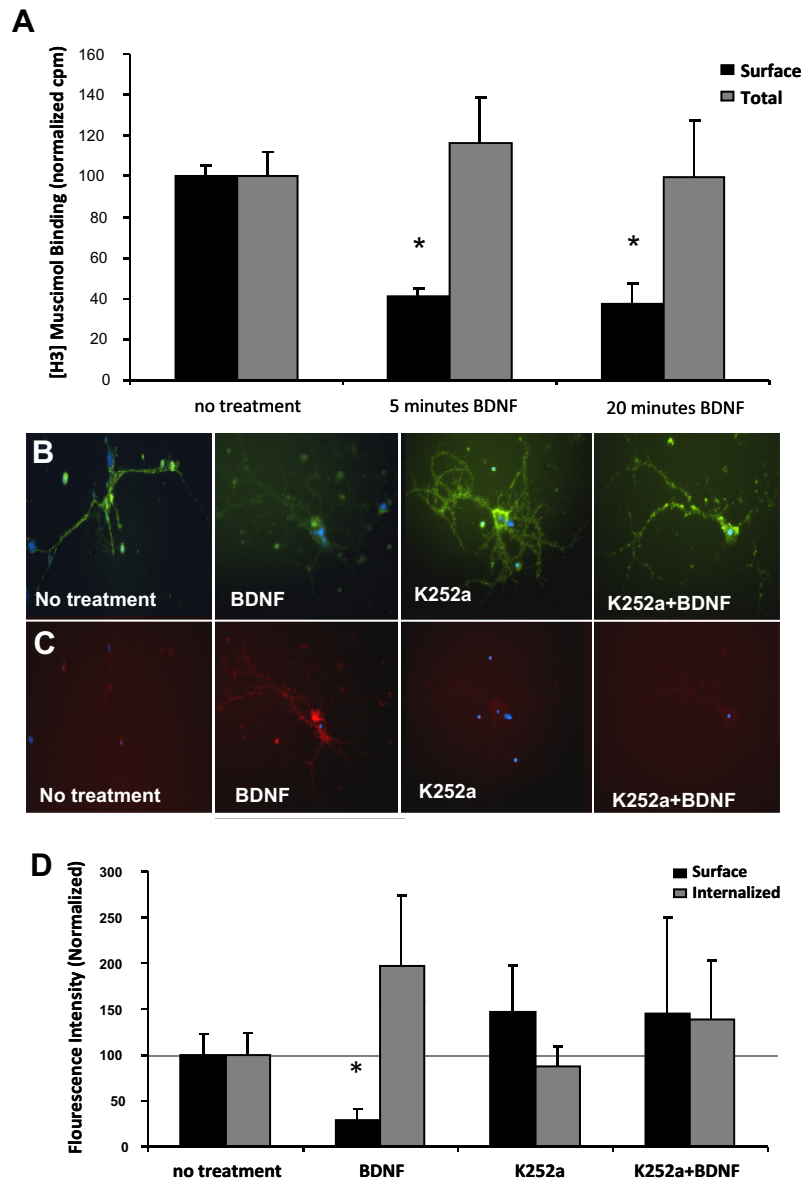 A
[H3] Muscimol Binding (normalized cpm)
160
140
120
100
80
60
40
20
0
Surface
Total
*
*
no treatment
5 minutes BDNF
20 minutes BDNF
B
No treatment
BDNF
K252a
K252a+BDNF
C
No treatment
BDNF
K252a
K252a+BDNF
D
Flourescence Intensity (Normalized)
300
250
200
150
100
50
0
Surface
Internalized
*
no treatment
BDNF
K252a
K252a+BDNF